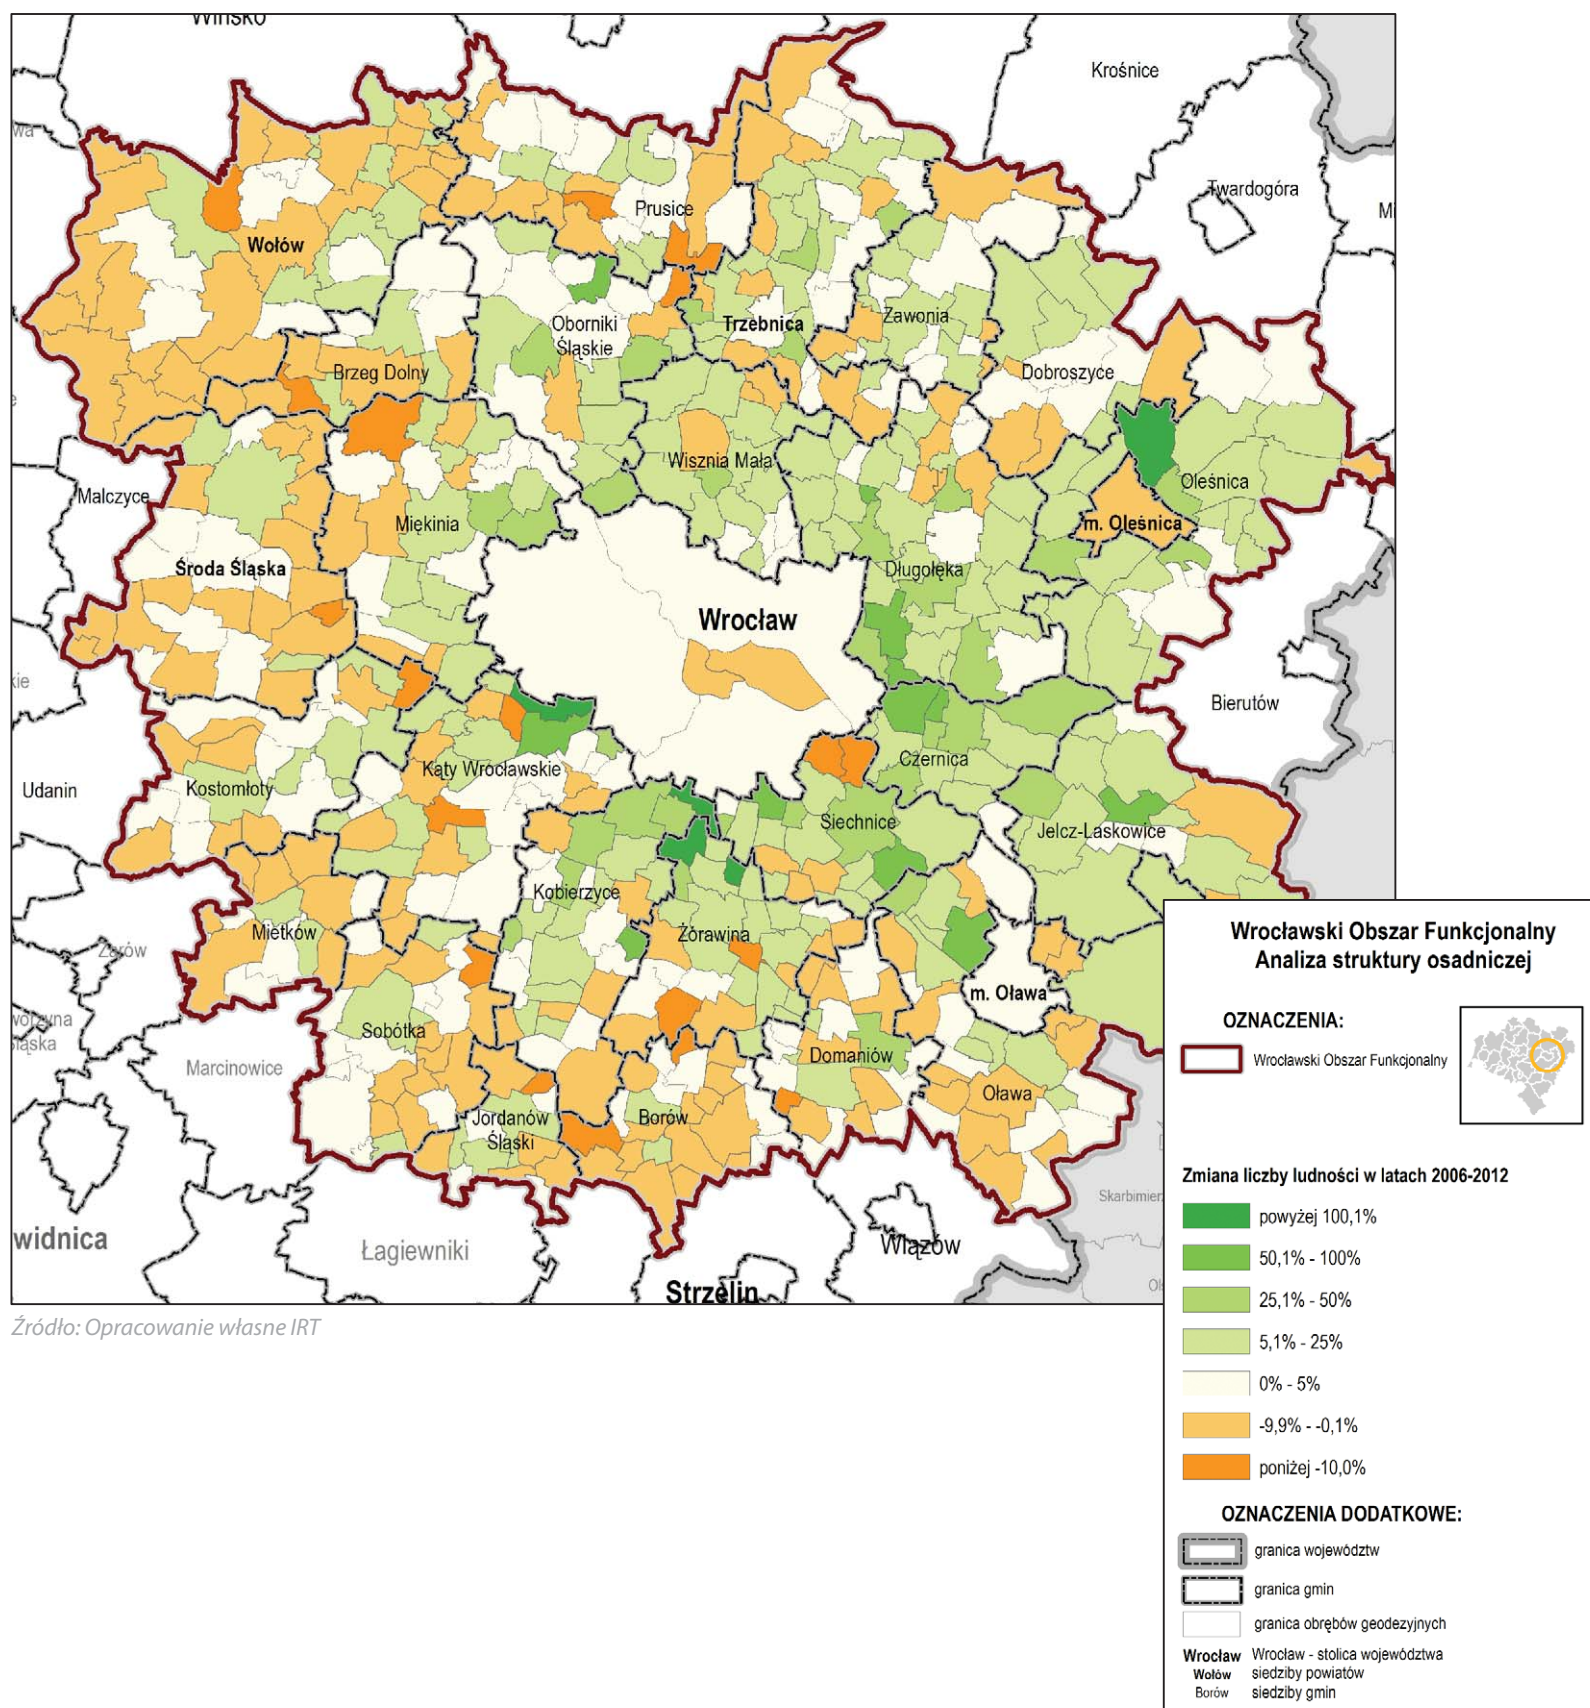 Wińsko
Krośnice
Twardogóra
Prusice
Wołów
Zawonia
Oborniki
Śląskie
Trzebnica
Brzeg Dolny
Dobroszyce
Wisznia Mała
Oleśnica
Malczyce
Miękinia
m. Oleśnica
Środa Śląska
Długołęka
Wrocław
Bierutów
Czernica
Kąty Wrocławskie
Udanin
Kostomłoty
Siechnice
Jelcz-Laskowice
Kobierzyce
Mietków
Żórawina
Żarów
m. Oława
Sobótka
Domaniów
Marcinowice
Oława
Jordanów
Śląski
Borów
widnica
Łagiewniki
Wiązów
Strzelin
Skarbimierz
Źródło: Opracowanie własne IRT
Wrocławski Obszar Funkcjonalny
Analiza struktury osadniczej
OZNACZENIA:
Wrocławski Obszar Funkcjonalny
Zmiana liczby ludności w latach 2006-2012
powyżej 100,1%
50,1% - 100%
25,1% - 50%
5,1% - 25%
0% - 5%
-9,9% - -0,1%
poniżej -10,0%
OZNACZENIA DODATKOWE:
granica województw
granica gmin
granica obrębów geodezyjnych
Wrocław Wrocław - stolica województwa
Wołów siedziby powiatów
Borów siedziby gmin